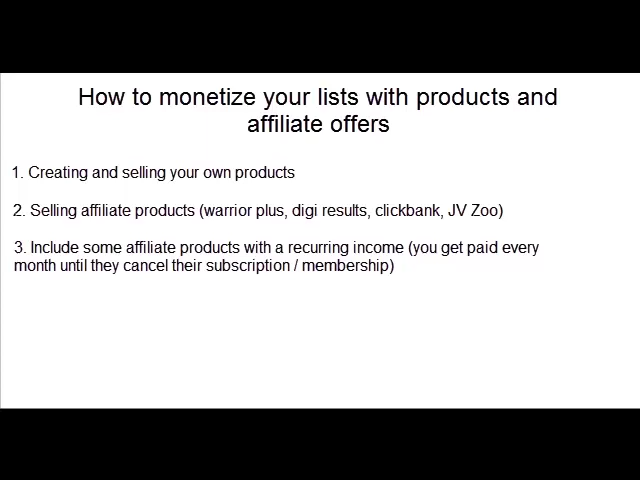 How to monetize your lists with products and
affiliate offers
1. Creating and selling your own products
2. Selling affiliate products (warrior plus, digi results, clickbank, JV Zoo)
3. Include some affiliate products with a recurring income (you get paid every
month until they cancel their subscription / membership)